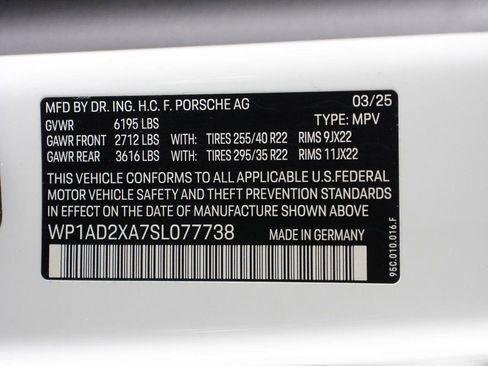 MFD BY DR. ING. H.C. F. PORSCHE AG 03/25
GVWR 6195 LBS TYPE: MPV
GAWR FRONT 2712 LBS WITH: TIRES 255/40 R22 RIMS 9JX22
GAWR REAR 3616 LBS WITH: TIRES 295/35 R22 RIMS 11JX22
THIS VEHICLE CONFORMS TO ALL APPLICABLE U.S.FEDERAL
MOTOR VEHICLE SAFETY AND THEFT PREVENTION STANDARDS
IN EFFECT ON THE DATE OF MANUFACTURE SHOWN ABOVE
WP1AD2XA7SL077738 MADE IN GERMANY
95C.010.016.F